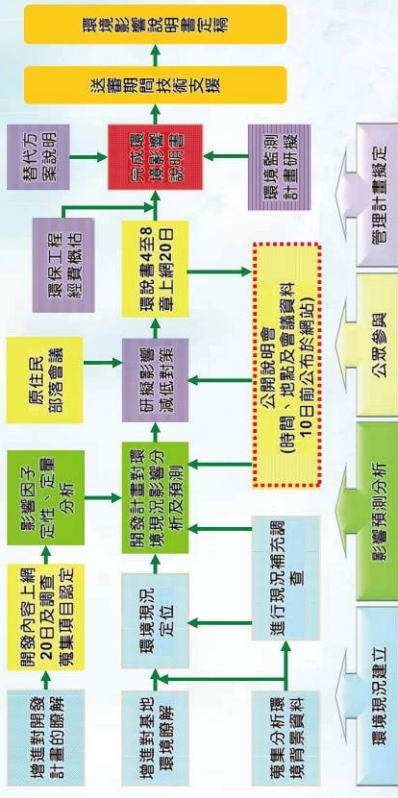 增進對開發
計畫的瞭解
開發內容上網
20日及調查
蒐集項目認定
影響因子
定性、定量
分析
原住民
部落會議
環保工程
經費概估
替代方
案說明
增進對基地
環境瞭解
環境現況
定位
開發計畫對環
境現況影響分
析及預測
研擬影響
減低對策
環說書4至8
章上網20日
完成環
境影響
說明書
送審期間技術支援
環境影響說明書定稿
蒐集分析環
境背景資料
進行現況補充調
查
公開說明會
(時間、地點及會議資料
10日前公布於網站)
環境監測
計畫研擬
環境現況建立
影響預測分析
公眾參與
管理計畫擬定